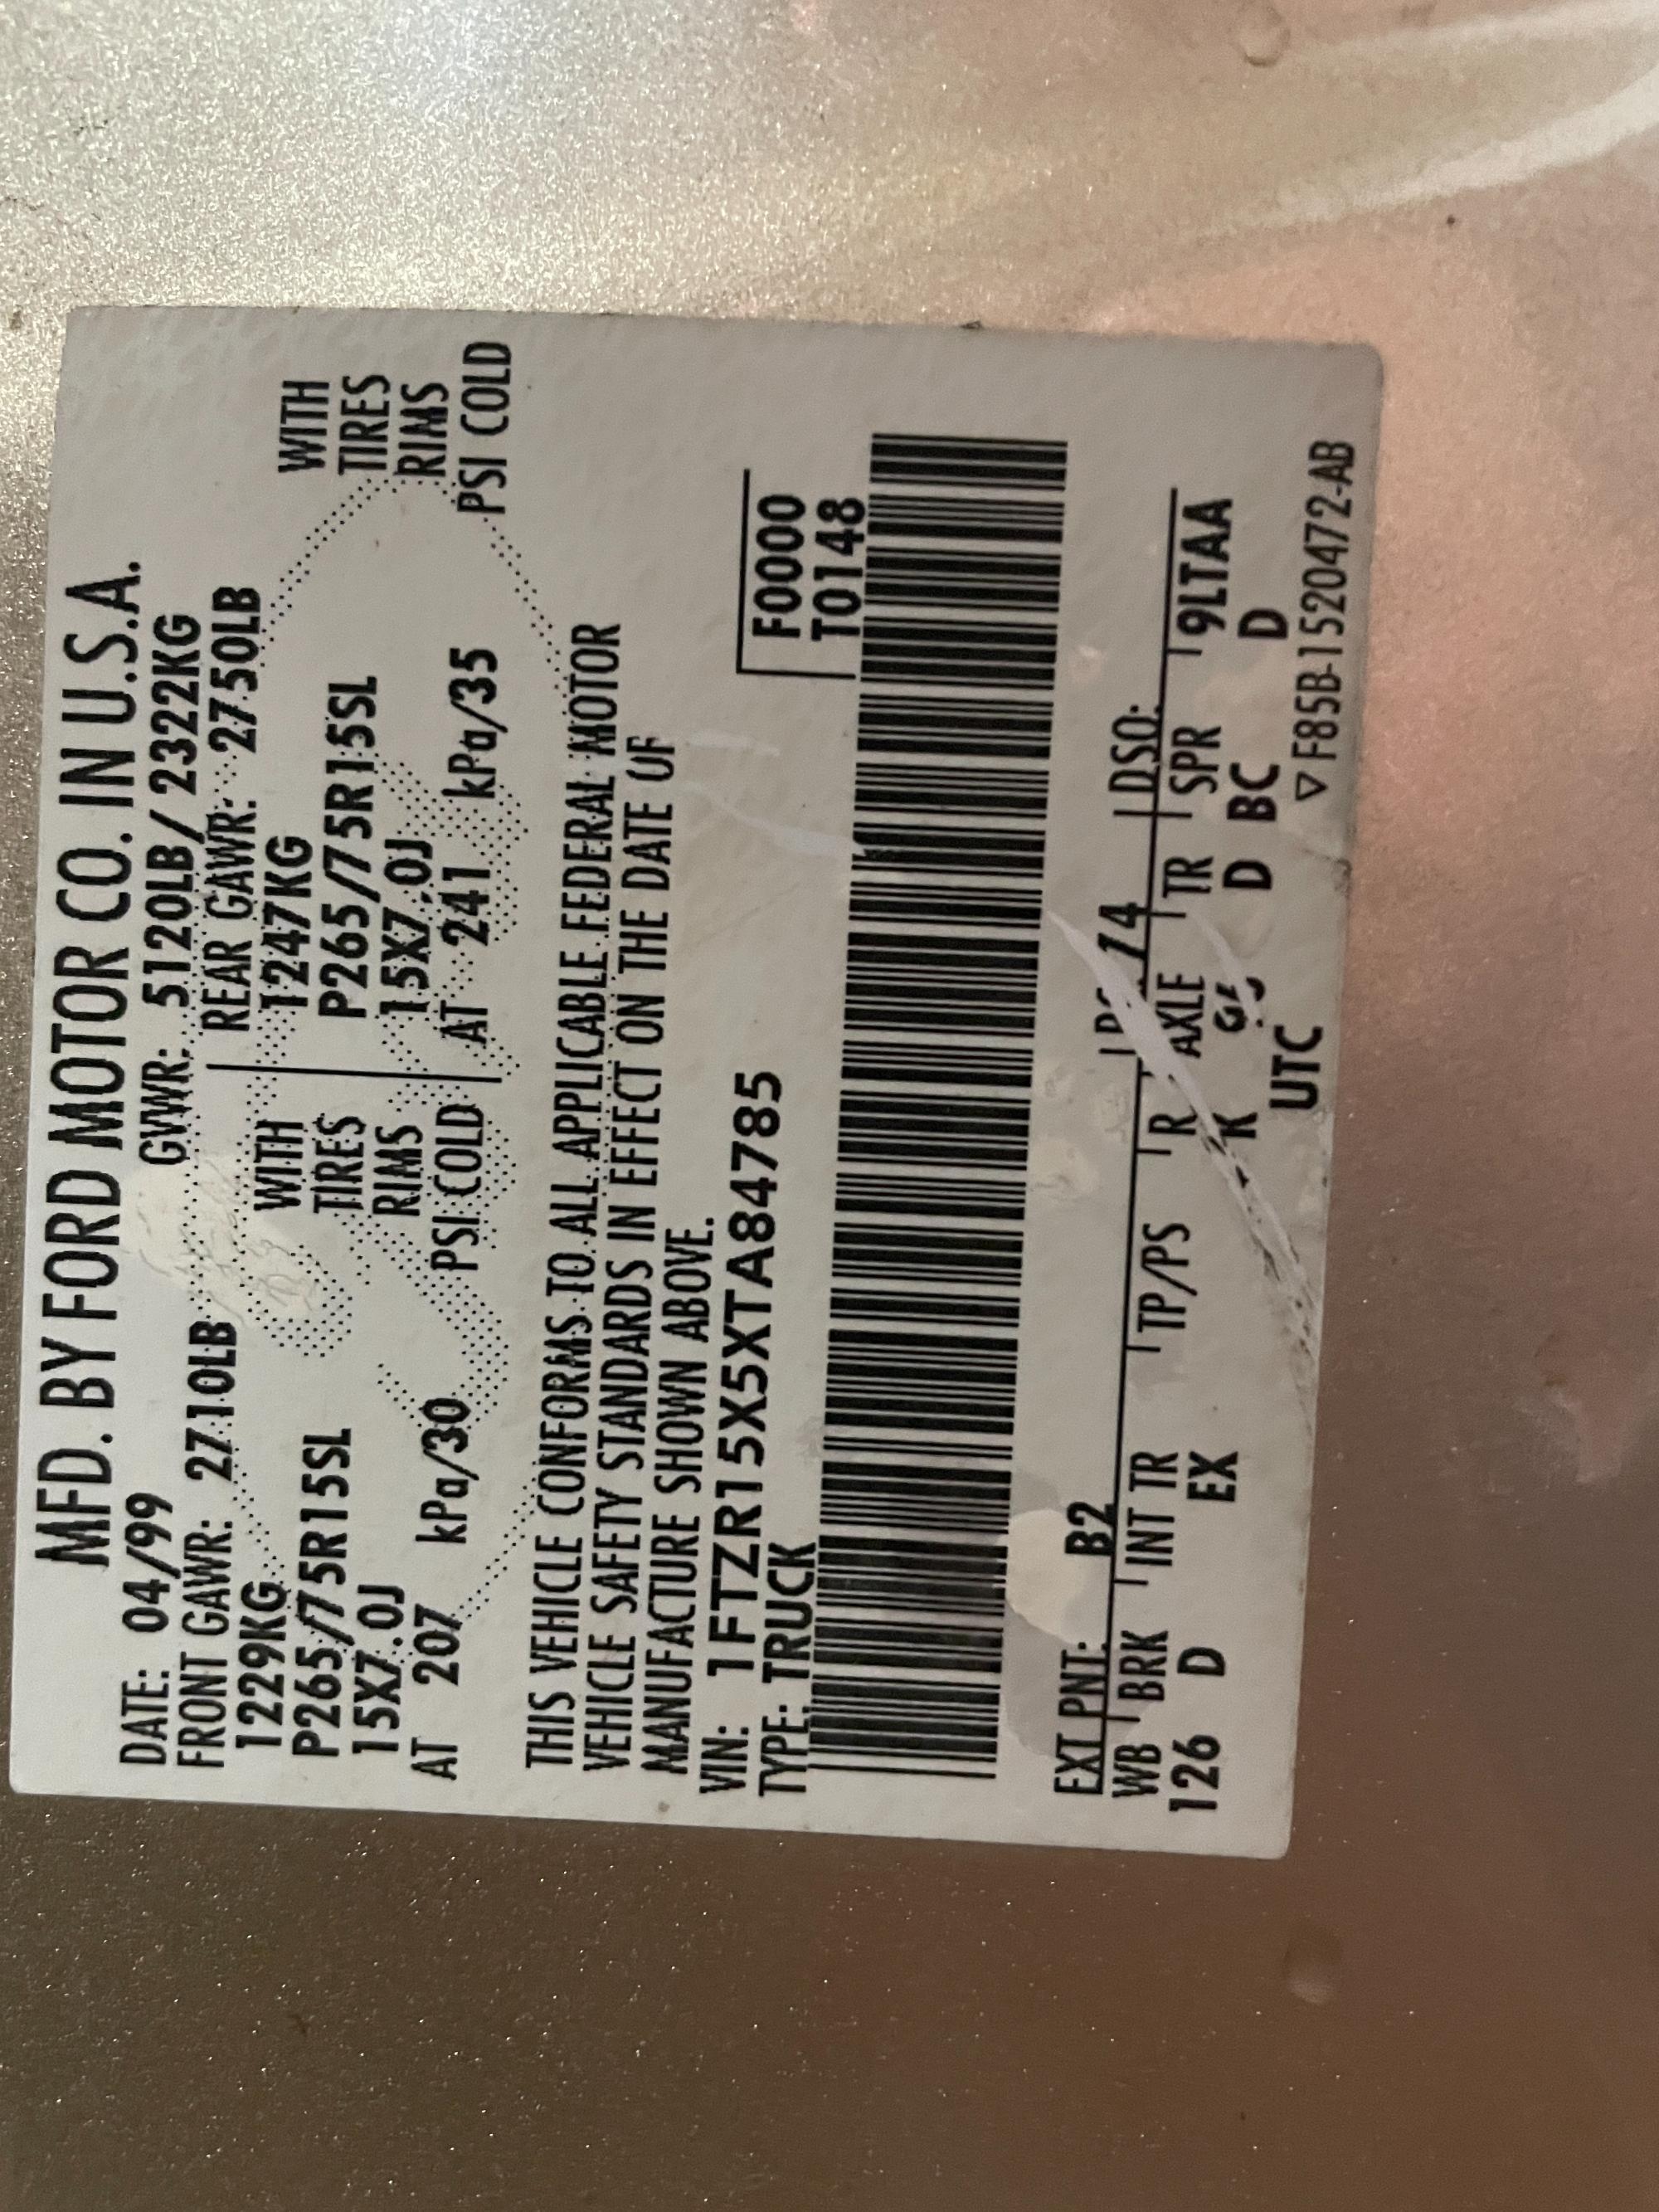 MFD. BY FORD MOTOR CO. IN U.S.A.
DATE: 04/99 GVWR: 5120LB/ 2322KG
FRONT GAWR: 2710LB REAR GAWR: 2750LB
1229KG WITH 1247KG WITH
P265/75R15SL TIRES P265/75R15SL TIRES
15X7.0J RIMS 15X7.0J RIMS
AT 207 kPa/30 PSI COLD AT 241 kPa/35 PSI COLD
THIS VEHICLE CONFORMS TO ALL APPLICABLE FEDERAL MOTOR
VEHICLE SAFETY STANDARDS IN EFFECT ON THE DATE OF
MANUFACTURE SHOWN ABOVE.
VIN: 1FTZR15X5XTA84785 F0000
TYPE: TRUCK T0148
EXT PNT: B2 14 DSO:
WB BRK INT TR TP/PS R AXLE TR SPR 9LTAA
126 D EX K D BC D
UTC
▽F85B-1520472-AB